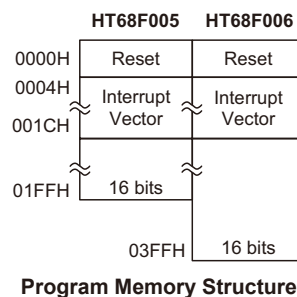 HT68F005 HT68F006
0000H Reset Reset
0004H
Interrupt Vector Interrupt Vector
001CH
01FFH 16 bits
03FFH 16 bits
Program Memory Structure